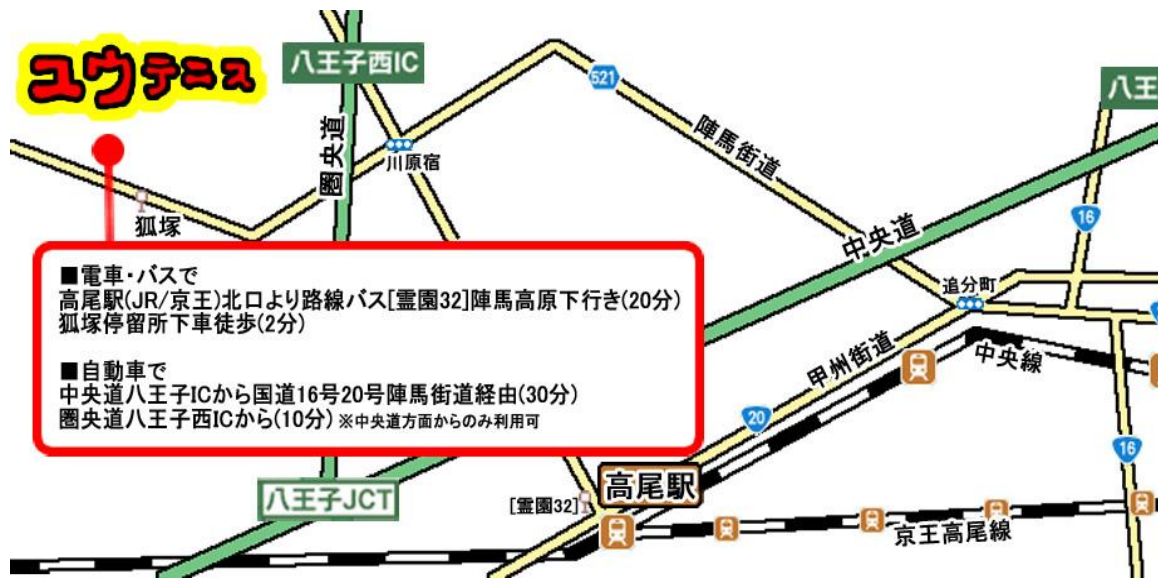 ユウテニス
八王子西IC
521
八王
圏央道
川原宿
陣馬街道
狐塚
16
中央道
■電車・バスで
高尾駅(JR/京王)北口より路線バス[霊園32]陣馬高原下行き(20分)
狐塚停留所下車徒歩(2分)
■自動車で
中央道八王子ICから国道16号20号陣馬街道経由(30分)
圏央道八王子西ICから(10分)※中央道方面からのみ利用可
追分町
甲州街道
中央線
20
16
八王子JCT
高尾駅
[霊園32]
京王高尾線